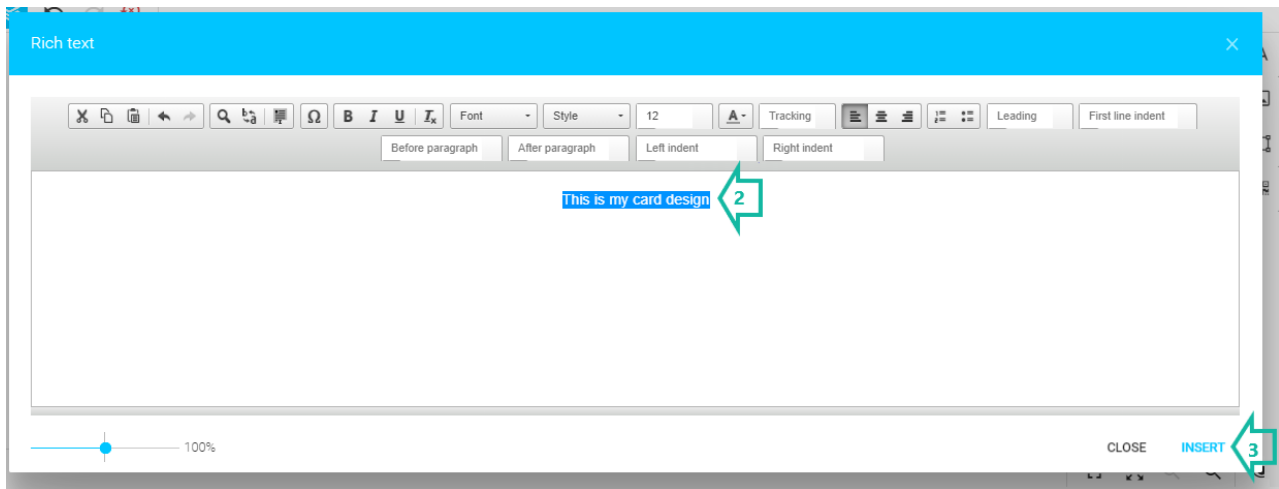 Rich text
Ω B I U Tx Font Style 12 A Tracking Leading First line indent
Before paragraph After paragraph Left indent Right indent
This is my card design 2
100% CLOSE INSERT 3